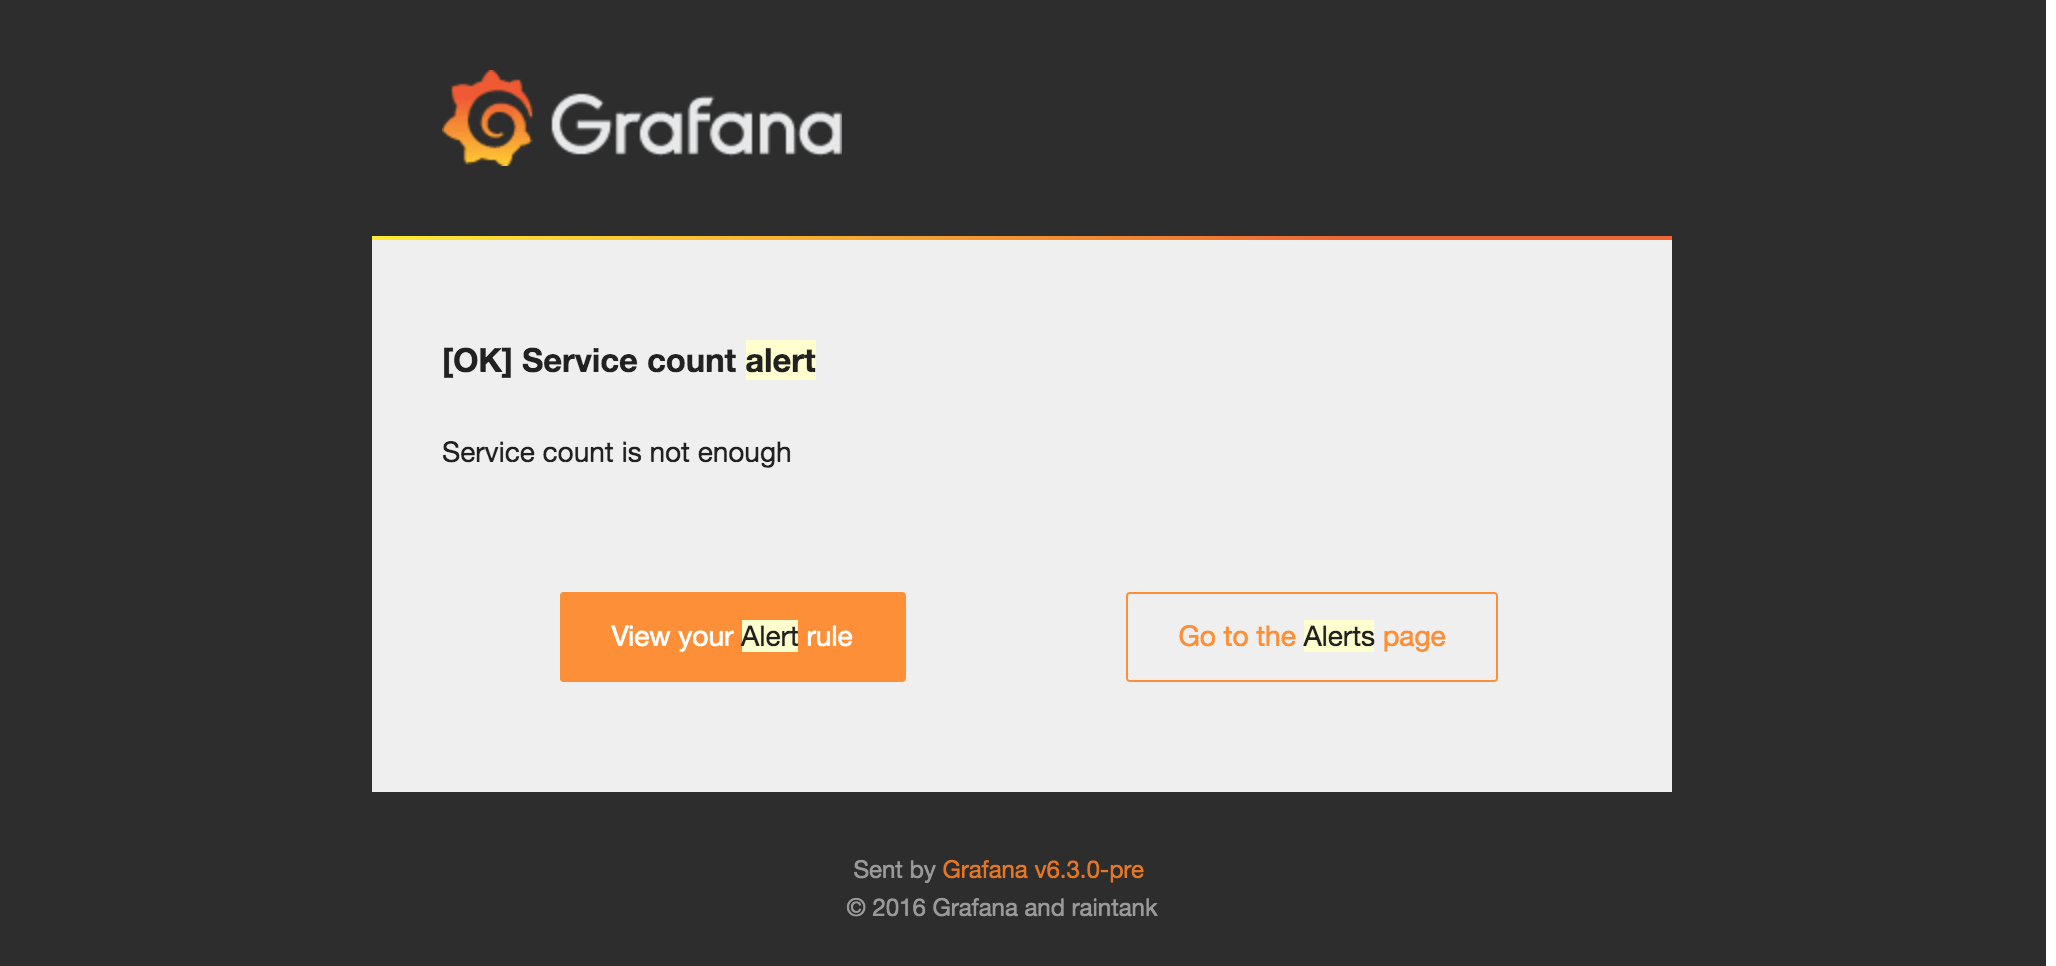 Grafana
[OK] Service count alert
Service count is not enough
View your Alert rule
Go to the Alerts page
Sent by Grafana v6.3.0-pre
© 2016 Grafana and raintank